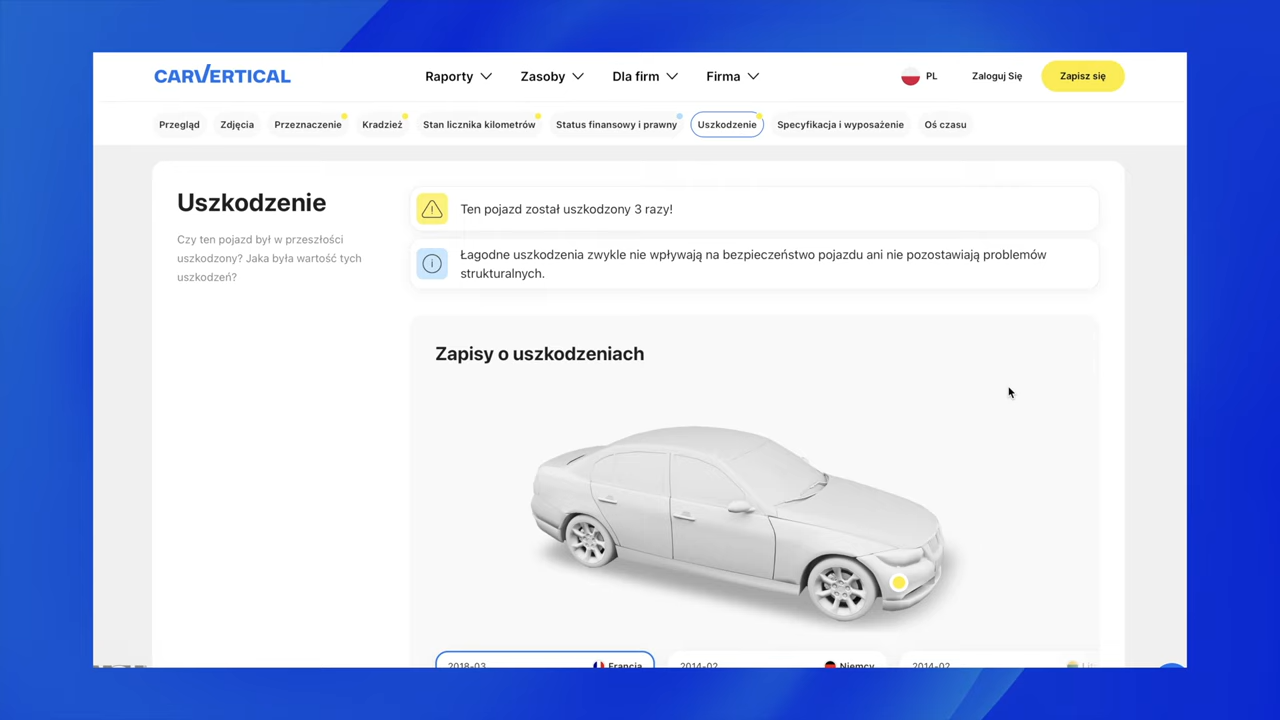 CARVERTICAL
Raporty Zasoby Dla firm Firma
PL Zaloguj Się Zapisz się
Przegląd Zdjęcia Przeznaczenie Kradzież Stan licznika kilometrów Status finansowy i prawny Uszkodzenie Specyfikacja i wyposażenie Oś czasu
Uszkodzenie
Czy ten pojazd był w przeszłości
uszkodzony? Jaka była wartość tych
uszkodzeń?
Ten pojazd został uszkodzony 3 razy!
Łagodne uszkodzenia zwykle nie wpływają na bezpieczeństwo pojazdu ani nie pozostawiają problemów
strukturalnych.
Zapisy o uszkodzeniach
2018-03 Francja 2014-02 Niemcy 2014-02